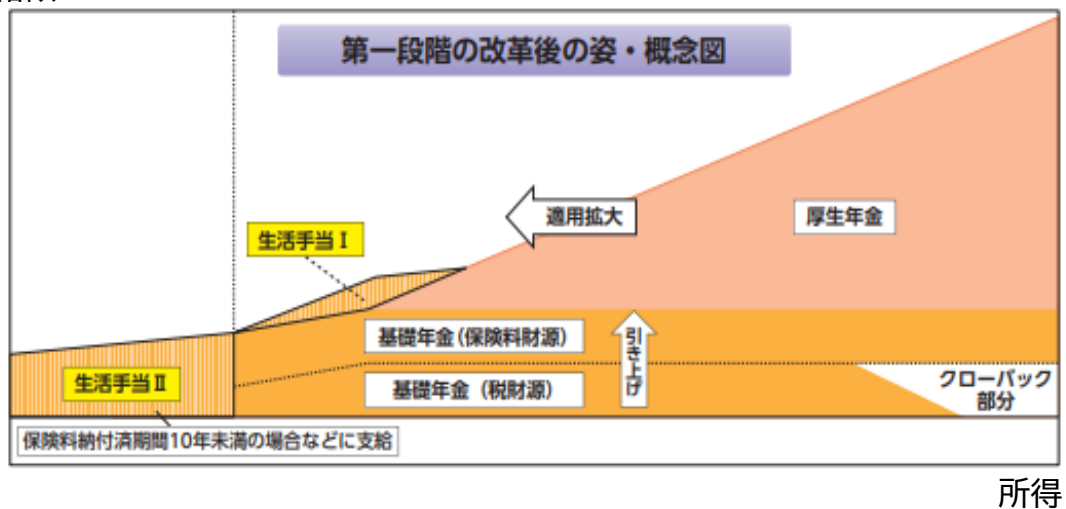 第一段階の改革後の姿・概念図
適用拡大
厚生年金
生活手当Ⅰ
基礎年金(保険料財源)
引き上げ
生活手当Ⅱ
基礎年金(税財源)
クローバック
部分
保険料納付済期間10年未満の場合などに支給
所得